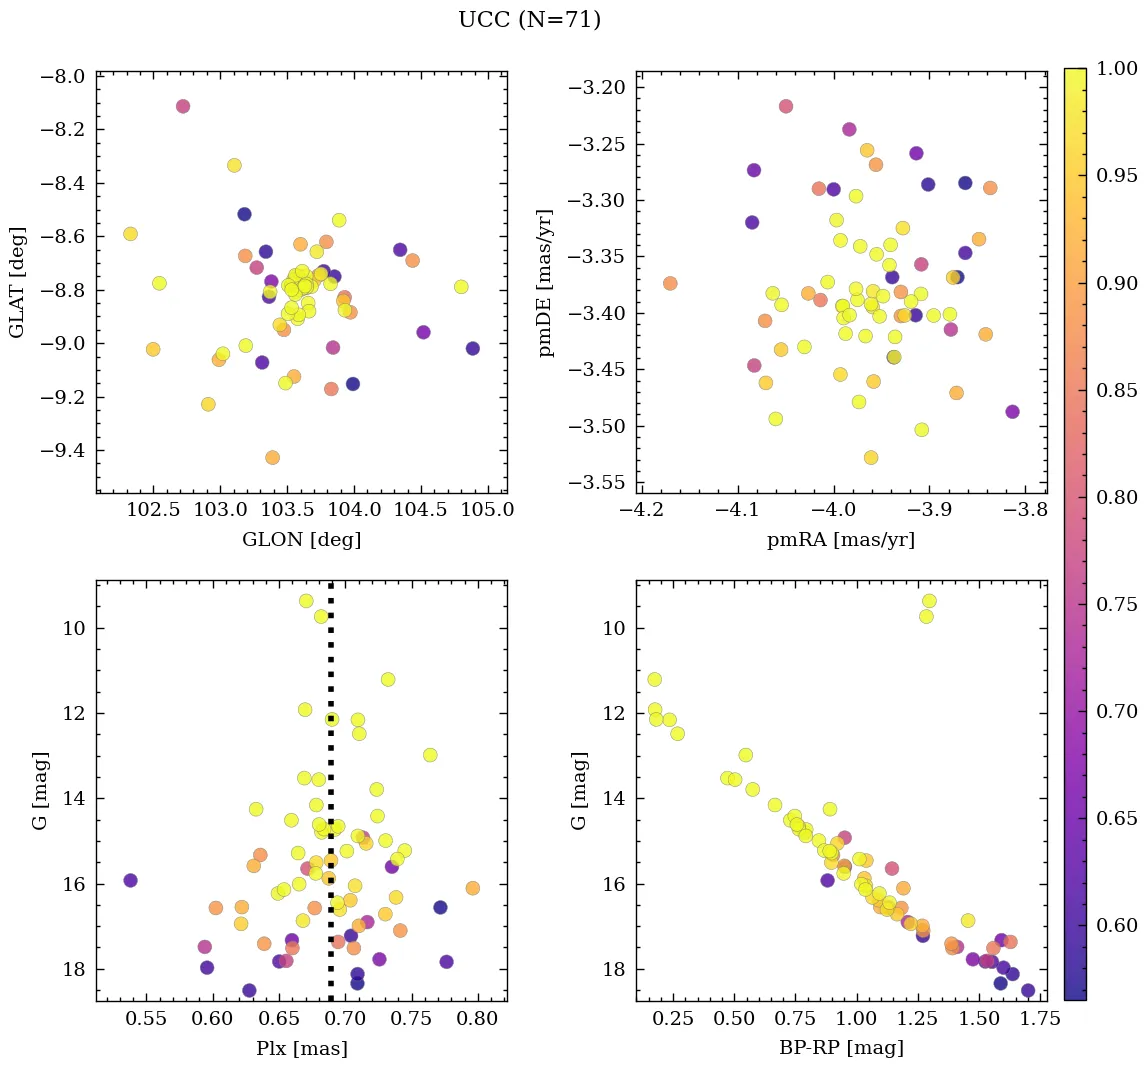 UCC (N=71)
−8.0
−8.2
−8.4
−8.6
−8.8
−9.0
−9.2
−9.4
GLAT [deg]
102.5 103.0 103.5 104.0 104.5 105.0
GLON [deg]
−3.20
−3.25
−3.30
−3.35
−3.40
−3.45
−3.50
−3.55
pmDE [mas/yr]
−4.2 −4.1 −4.0 −3.9 −3.8
pmRA [mas/yr]
10
12
14
16
18
G [mag]
0.55 0.60 0.65 0.70 0.75 0.80
Plx [mas]
10
12
14
16
18
G [mag]
0.25 0.50 0.75 1.00 1.25 1.50 1.75
BP-RP [mag]
1.00
0.95
0.90
0.85
0.80
0.75
0.70
0.65
0.60